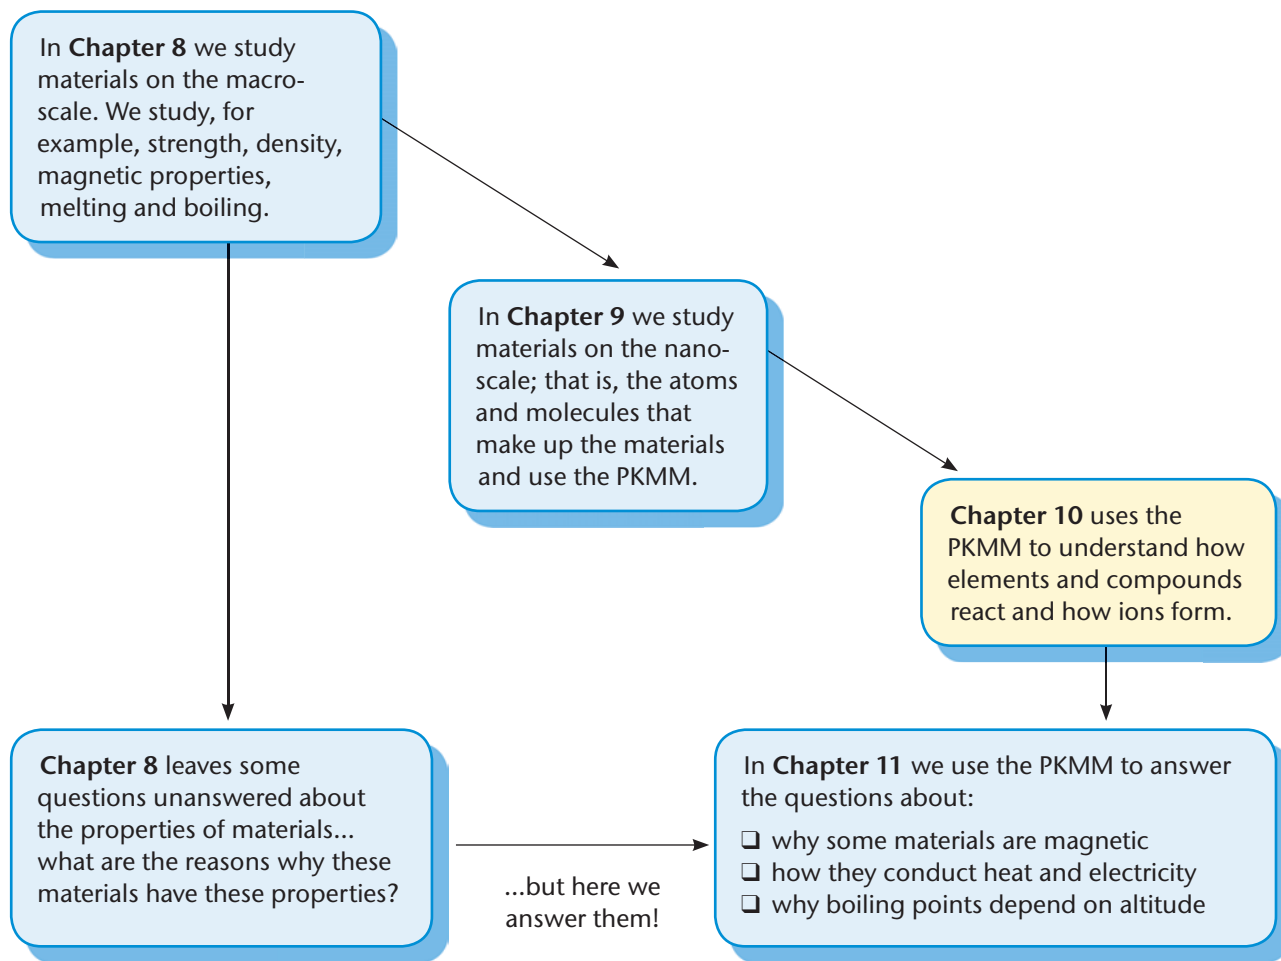 In Chapter 8 we study
materials on the macro-
scale. We study, for
example, strength, density,
magnetic properties,
melting and boiling.
In Chapter 9 we study
materials on the nano-
scale; that is, the atoms
and molecules that
make up the materials
and use the PKMM.
Chapter 10 uses the
PKMM to understand how
elements and compounds
react and how ions form.
Chapter 8 leaves some
questions unanswered about
the properties of materials...
what are the reasons why these
materials have these properties?
...but here we
answer them!
In Chapter 11 we use the PKMM to answer
the questions about:
❑ why some materials are magnetic
❑ how they conduct heat and electricity
❑ why boiling points depend on altitude